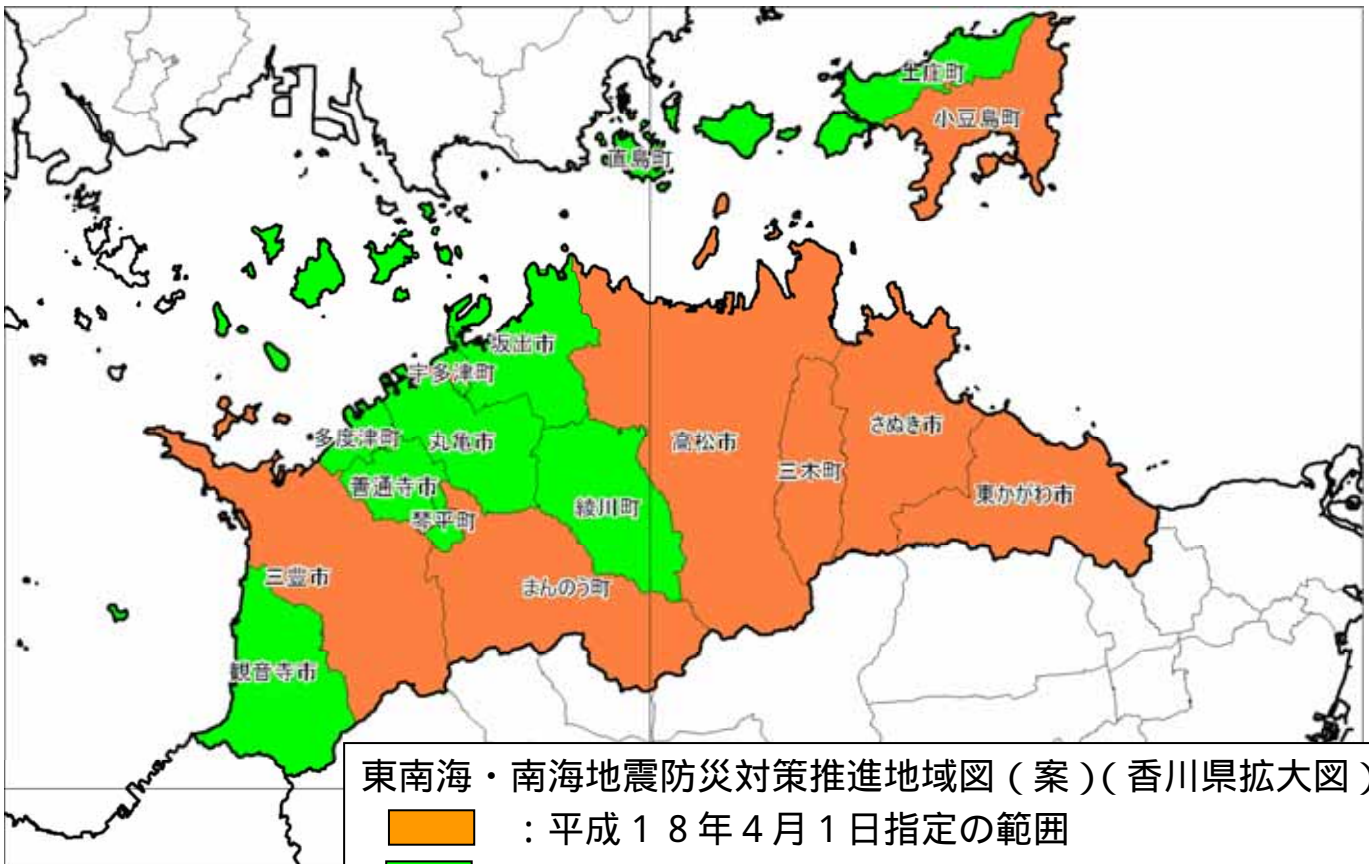 土庄町
小豆島町
直島町
坂出市
宇多津町
多度津町
丸亀市
高松市
さぬき市
三木町
善通寺市
東かがわ市
綾川町
琴平町
三豊市
まんのう町
観音寺市
東南海・南海地震防災対策推進地域図(案)(香川県拡大図)
:平成18年4月1日指定の範囲